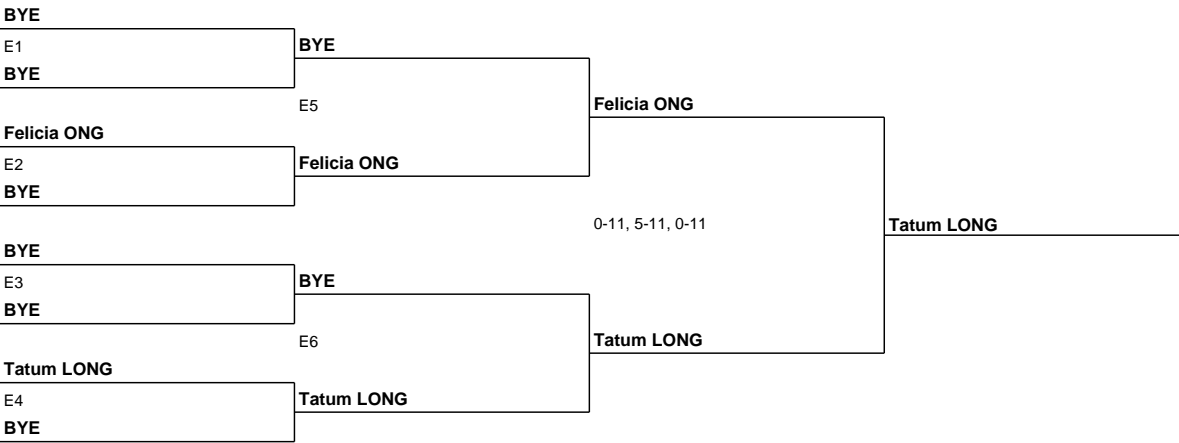 BYE
E1
BYE
BYE
E5
Felicia ONG
Felicia ONG
E2
Felicia ONG
BYE
0-11, 5-11, 0-11
Tatum LONG
BYE
E3
BYE
BYE
E6
Tatum LONG
Tatum LONG
E4
Tatum LONG
BYE